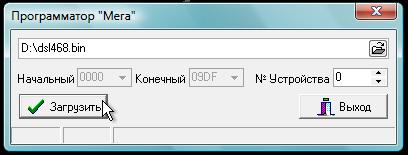 Программатор "Мега"
D:\dsl468.bin
Начальный 0000 Конечный 09DF № Устройства 0
Загрузить Выход